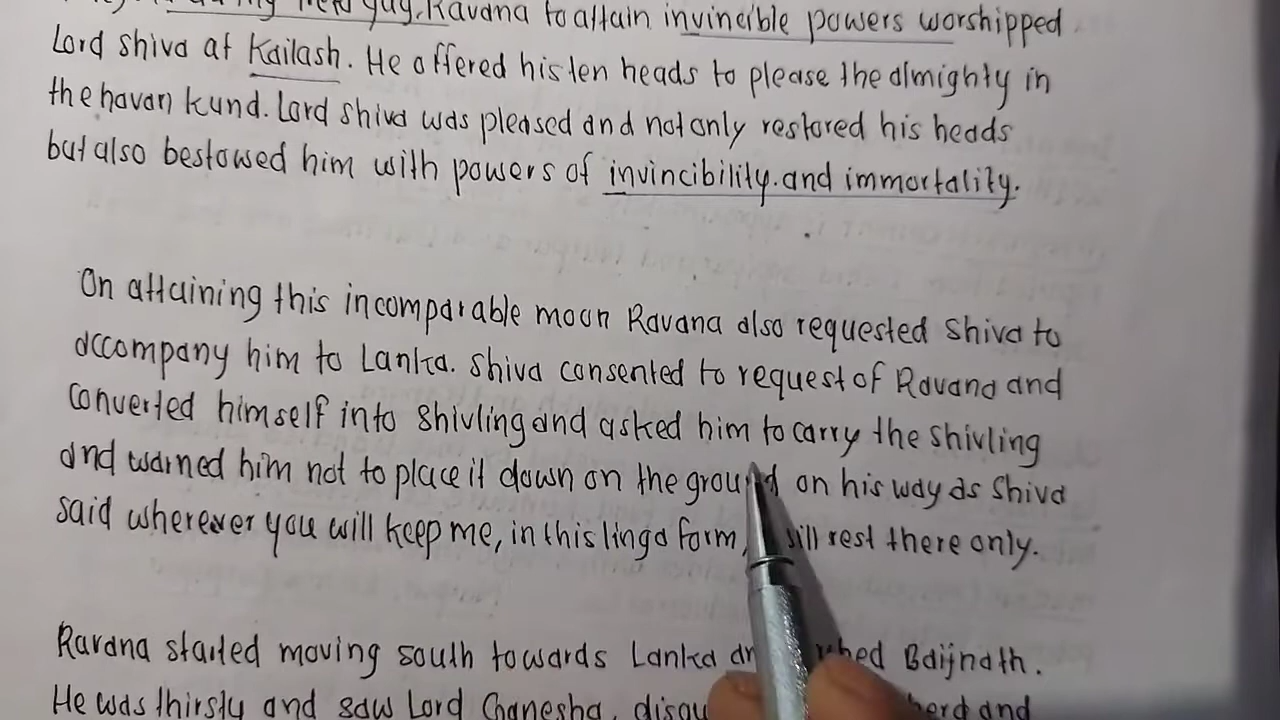 Ravana to attain invincible powers worshipped
Lord Shiva at Kailash. He offered his ten heads to please the almighty in
the havan kund. Lord Shiva was pleased and not only restored his heads
but also bestowed him with powers of invincibility.and immortality.
On attaining this incomparable moon Ravana also requested Shiva to
accompany him to Lanka. Shiva consented to request of Ravana and
converted himself into Shivling and asked him to carry the Shivling
and warned him not to place it down on the ground on his way as Shiva
said wherever you will keep me, in this linga form, will rest there only.
Ravana started moving south towards Lanka Baijnath.
He was thirsty and saw Lord Ganesha, and